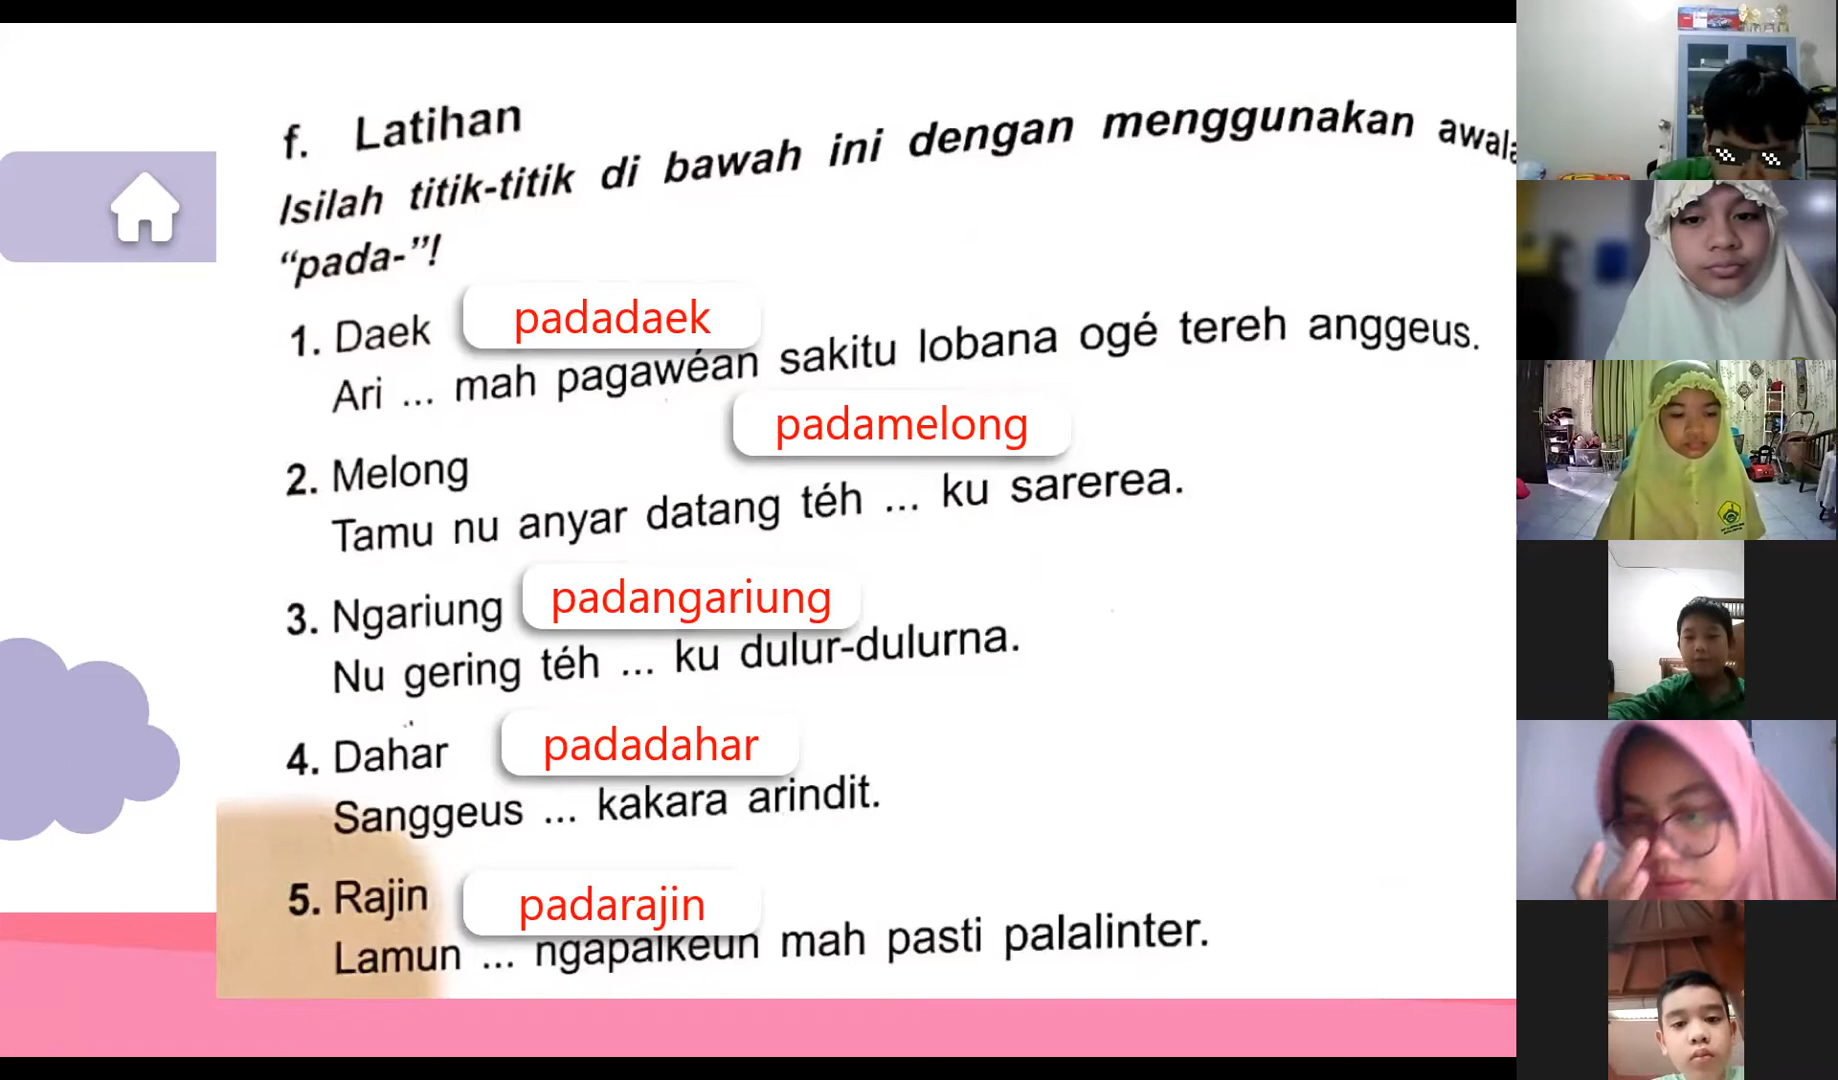 f. Latihan
Isilah titik-titik di bawah ini dengan menggunakan
“pada-”!
1. Daek padadaek
Ari ... mah pagawéan sakitu lobana ogé tereh anggeus.
padamelong
2. Melong
Tamu nu anyar datang téh ... ku sarerea.
3. Ngariung padangariung
Nu gering téh ... ku dulur-dulurna.
4. Dahar padadahar
Sanggeus ... kakara arindit.
5. Rajin padarajin
Lamun ... ngapalkeun mah pasti palalinter.